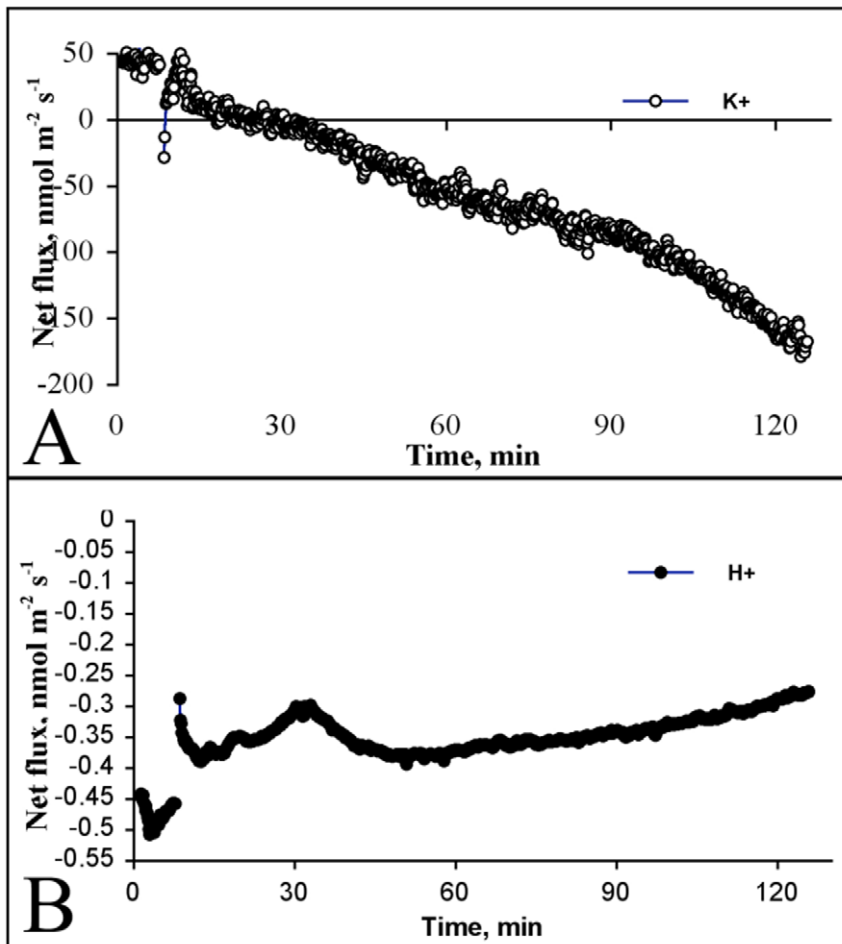 50
0
-50
-100
-150
-200
Net flux, nmol m⁻² s⁻¹
K+
0 30 60 90 120
Time, min
A
0
-0.05
-0.1
-0.15
-0.2
-0.25
-0.3
-0.35
-0.4
-0.45
-0.5
-0.55
Net flux, nmol m⁻² s⁻¹
H+
0 30 60 90 120
Time, min
B